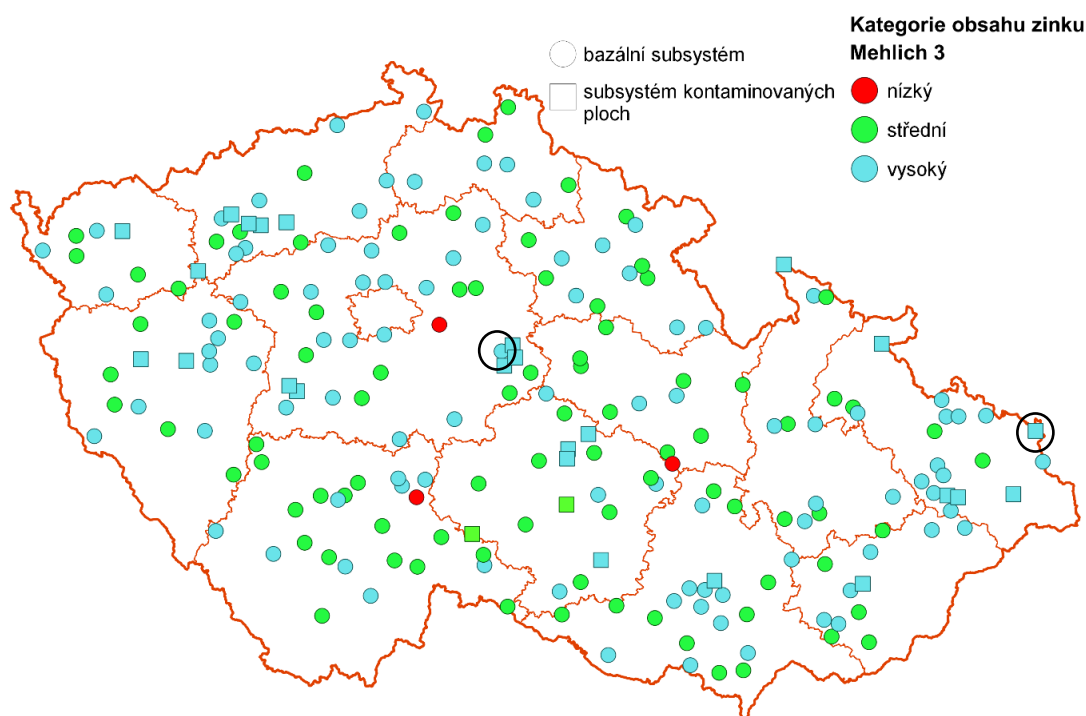 Kategorie obsahu zinku
Mehlich 3
bazální subsystém
subsystém kontaminovaných
ploch
nízký
střední
vysoký